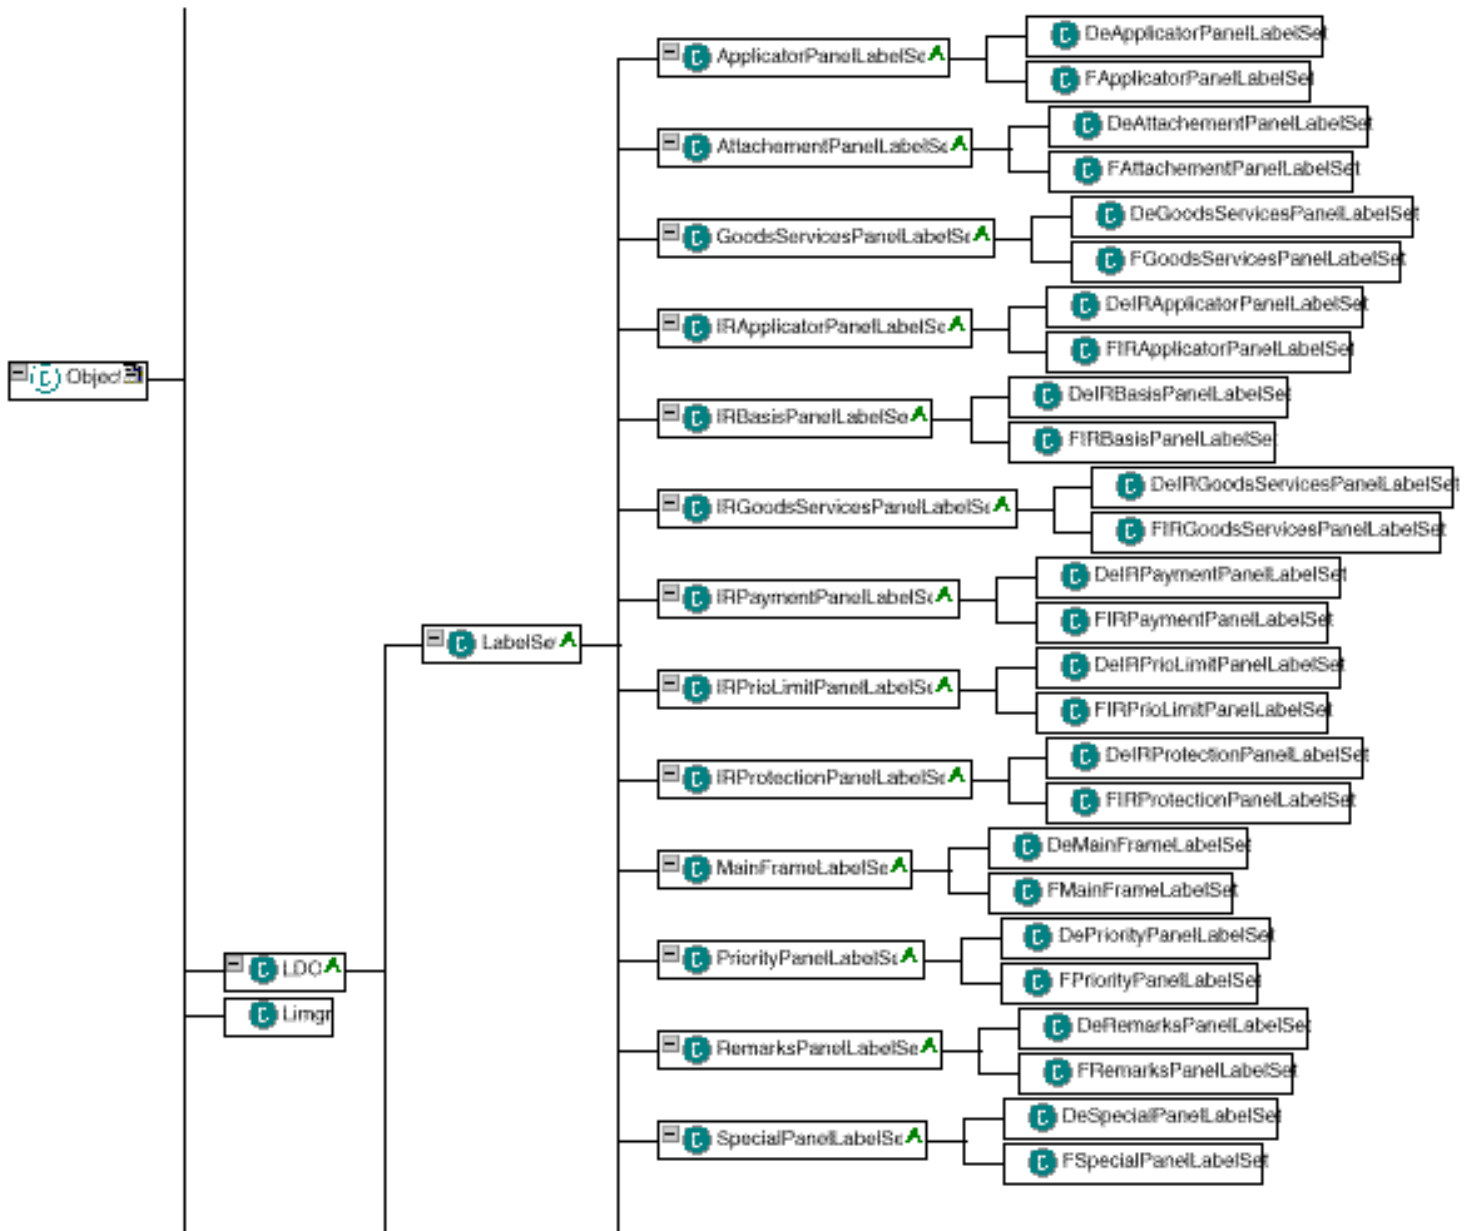 DeApplicatorPanelLabelSet
ApplicatorPanelLabelSe
FApplicatorPanelLabelSet
DeAttachementPanelLabelSet
AttachementPanelLabelSe
FAttachementPanelLabelSet
DeGoodsServicesPanelLabelSet
GoodsServicesPanelLabelSe
FGoodsServicesPanelLabelSet
DeIRApplicatorPanelLabelSet
IRApplicatorPanelLabelSe
FIRApplicatorPanelLabelSet
Object
DeIRBasisPanelLabelSet
IRBasisPanelLabelSe
FIRBasisPanelLabelSet
DeIRGoodsServicesPanelLabelSet
IRGoodsServicesPanelLabelSe
FIRGoodsServicesPanelLabelSet
DeIRPaymentPanelLabelSet
IRPaymentPanelLabelSe
FIRPaymentPanelLabelSet
LabelSe
DeIRPrioLimitPanelLabelSet
IRPrioLimitPanelLabelSe
FIRPrioLimitPanelLabelSet
DeIRProtectionPanelLabelSet
IRProtectionPanelLabelSe
FIRProtectionPanelLabelSet
DeMainFrameLabelSet
MainFrameLabelSe
FMainFrameLabelSet
DePriorityPanelLabelSet
PriorityPanelLabelSe
LDC
FPriorityPanelLabelSet
Limgr
DeRemarksPanelLabelSet
RemarksPanelLabelSe
FRemarksPanelLabelSet
DeSpecialPanelLabelSet
SpecialPanelLabelSe
FSpecialPanelLabelSet